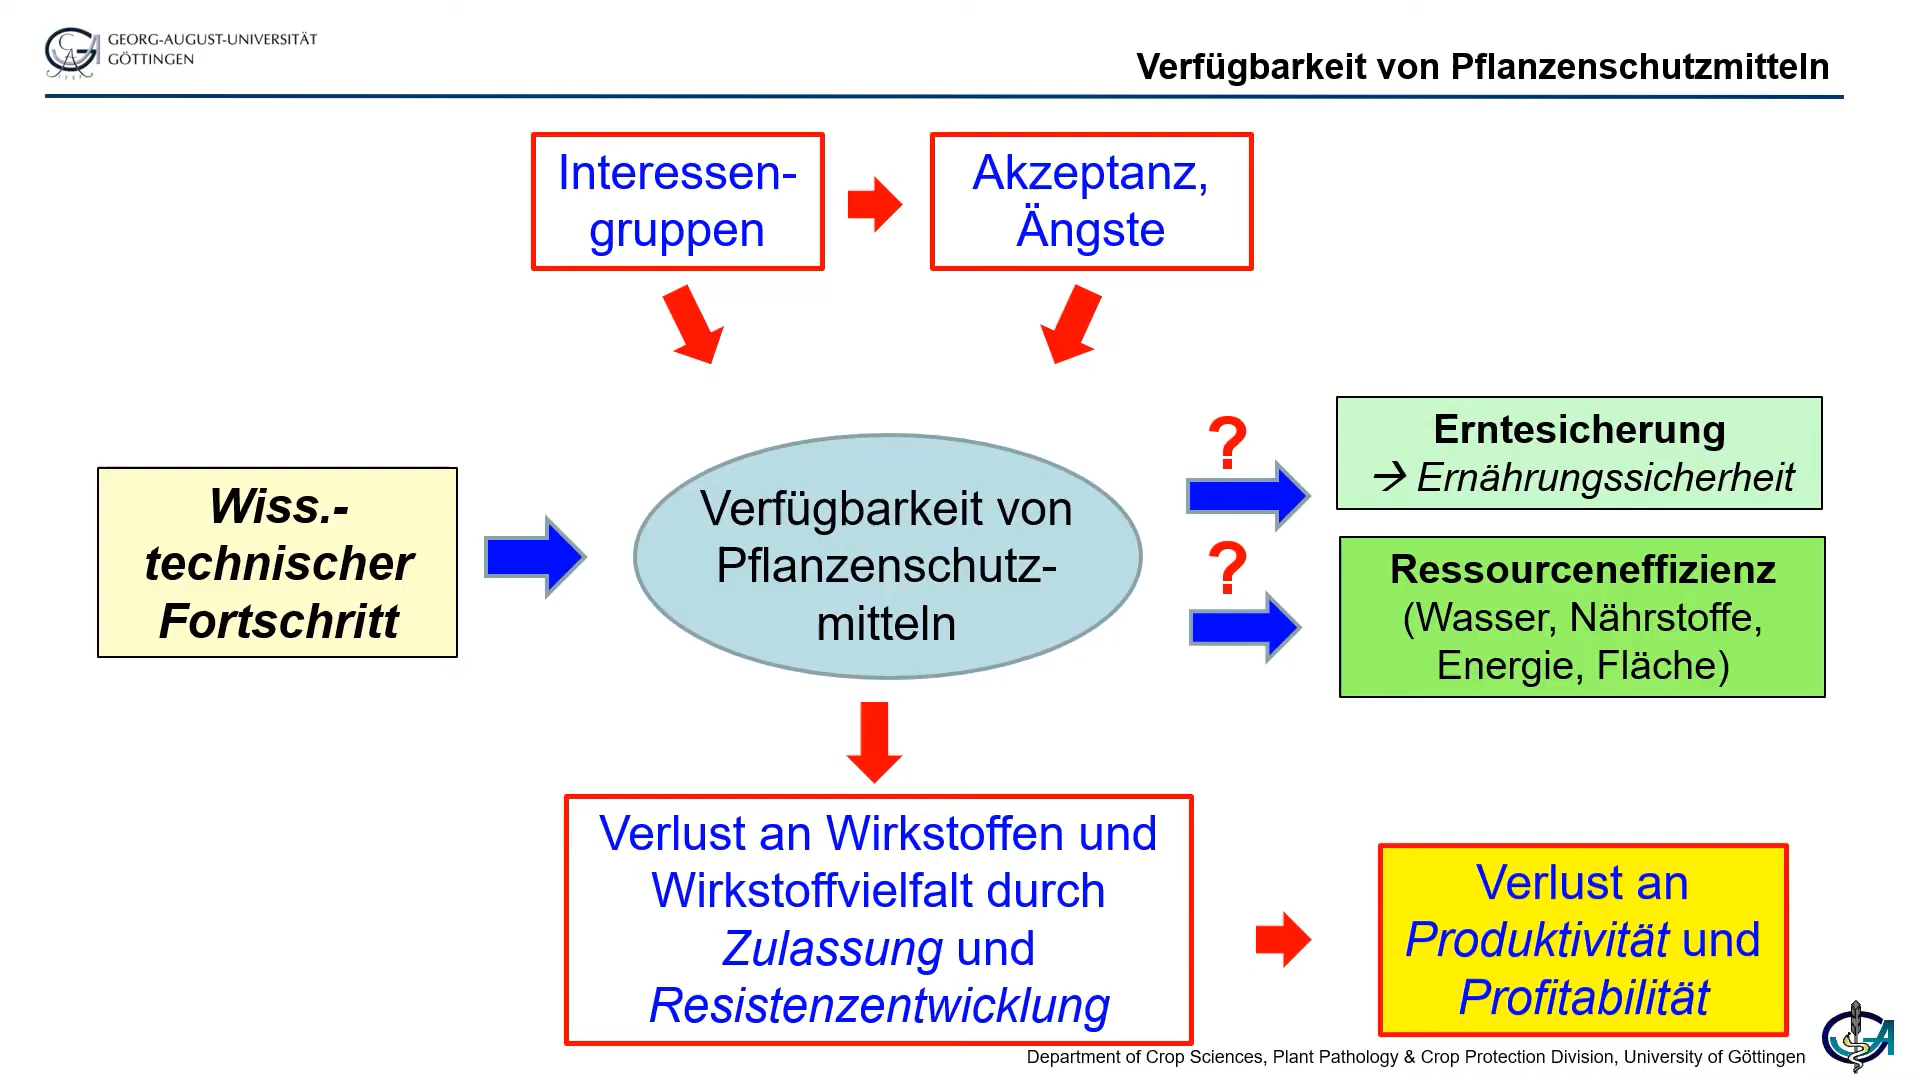 GEORG-AUGUST-UNIVERSITÄT
GÖTTINGEN
Verfügbarkeit von Pflanzenschutzmitteln
Interessen-
gruppen
Akzeptanz,
Ängste
Wiss.-
technischer
Fortschritt
Verfügbarkeit von
Pflanzenschutz-
mitteln
?
?
Erntesicherung
→ Ernährungssicherheit
Ressourceneffizienz
(Wasser, Nährstoffe,
Energie, Fläche)
Verlust an Wirkstoffen und
Wirkstoffvielfalt durch
Zulassung und
Resistenzentwicklung
Verlust an
Produktivität und
Profitabilität
Department of Crop Sciences, Plant Pathology & Crop Protection Division, University of Göttingen